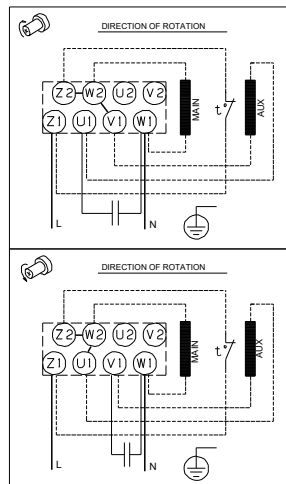 DIRECTION OF ROTATION
Z2 W2 U2 V2
Z1 U1 V1 W1
MAIN
t°
AUX
L
N
DIRECTION OF ROTATION
Z2 W2 U2 V2
Z1 U1 V1 W1
MAIN
t°
AUX
L
N